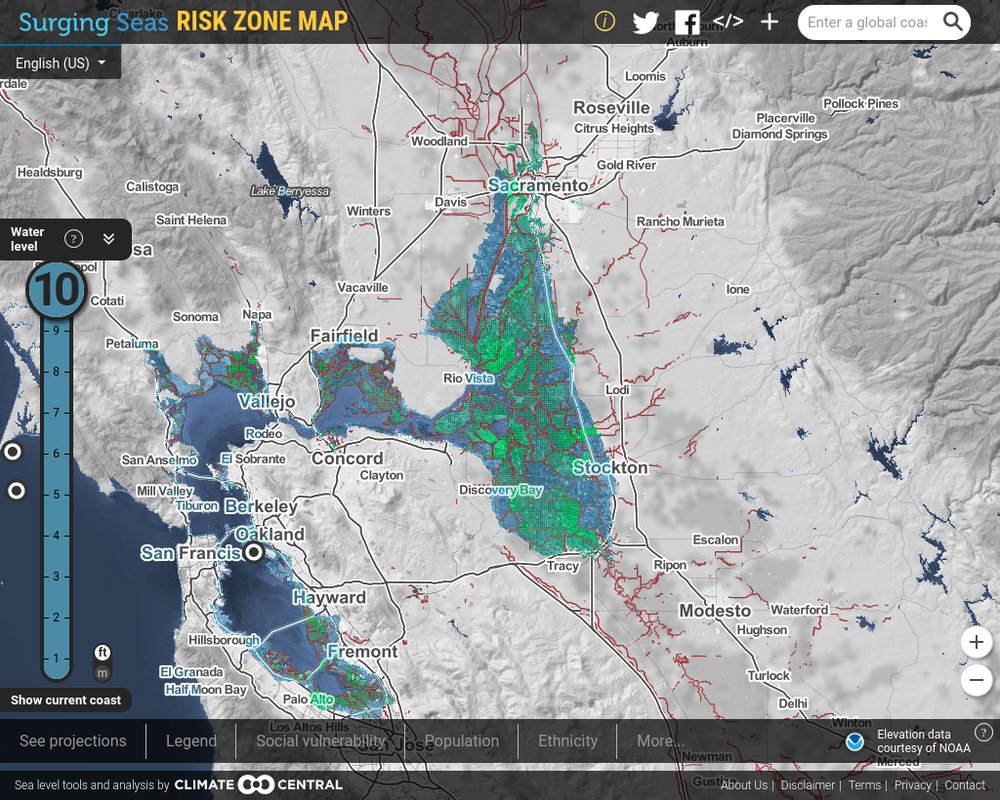 Surging Seas RISK ZONE MAP
Enter a global coas
English (US)
Auburn
Loomis
Roseville
Pollock Pines
Placerville
Citrus Heights
Diamond Springs
Woodland
Gold River
Healdsburg
Calistoga
Lake Berryessa
Sacramento
Davis
Winters
Saint Helena
Rancho Murieta
Water
level
?
Vacaville
Ione
10
Cotati
Sonoma
Napa
9
Petaluma
Fairfield
8
Rio Vista
Lodi
7
Vallejo
Rodeo
6
San Anselmo
El Sobrante
Concord
Clayton
Stockton
5
Mill Valley
Discovery Bay
Tiburon
Berkeley
4
Oakland
Escalon
San Francis
Tracy
Ripon
3
Hayward
2
Modesto
Waterford
Hughson
Hillsborough
Fremont
1
ft
m
El Granada
Half Moon Bay
Turlock
Show current coast
Palo Alto
Delhi
Los Altos Hills
Winton
San Jose
See projections
Legend
Social vulnerability
Population
Ethnicity
More...
Elevation data
courtesy of NOAA
?
Newman
Merced
Sea level tools and analysis by CLIMATE CENTRAL
About Us | Disclaimer | Terms | Privacy | Contact